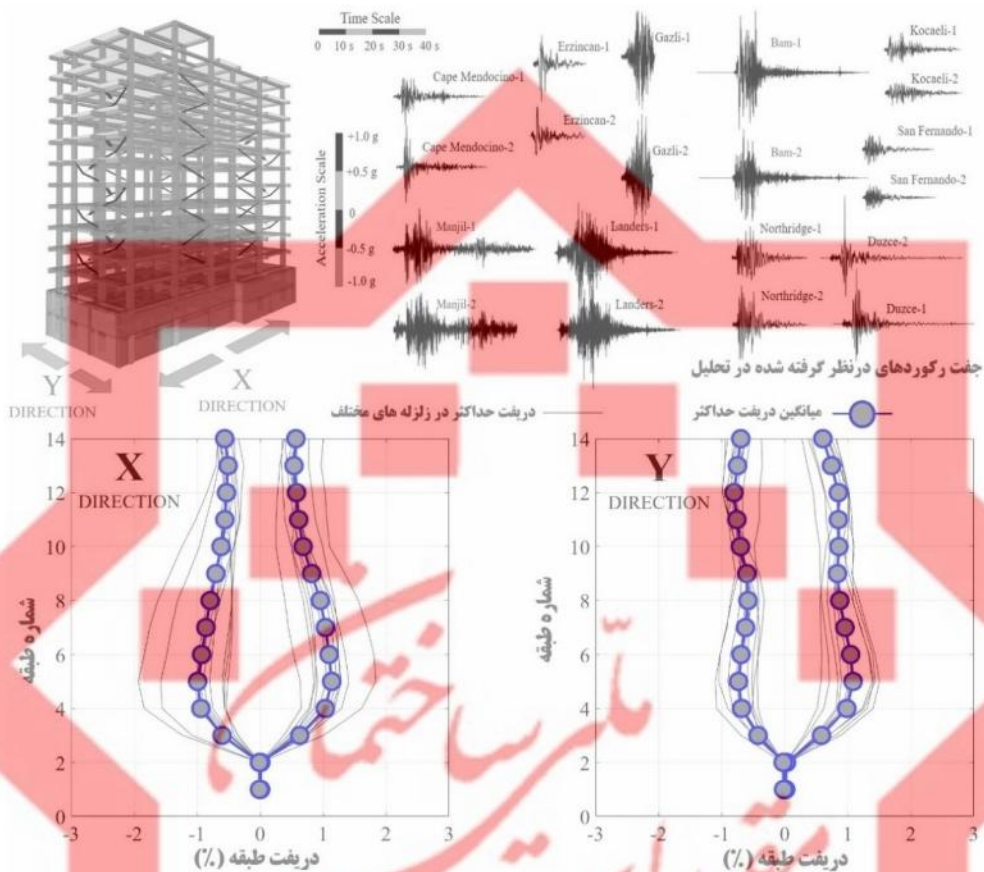 Time Scale
0 10 s 20 s 30 s 40 s
Cape Mendocino-1
Erzincan-1
Gazli-1
Bam-1
Kocaeli-1
Kocaeli-2
Cape Mendocino-2
Erzincan-2
Gazli-2
Bam-2
San Fernando-1
San Fernando-2
Acceleration Scale
+1.0 g
+0.5 g
0
-0.5 g
-1.0 g
Manjil-1
Landers-1
Northridge-1
Duzce-2
Manjil-2
Landers-2
Northridge-2
Duzce-1
Y
DIRECTION
X
DIRECTION
جفت رکوردهای درنظر گرفته شده در تحلیل
دریفت حداکثر در زلزله های مختلف
میانگین دریفت حداکثر
X
DIRECTION
14
12
10
8
6
4
2
0
-3 -2 -1 0 1 2 3
شماره طبقه
دریفت طبقه (%)
Y
DIRECTION
14
12
10
8
6
4
2
0
-3 -2 -1 0 1 2 3
شماره طبقه
دریفت طبقه (%)